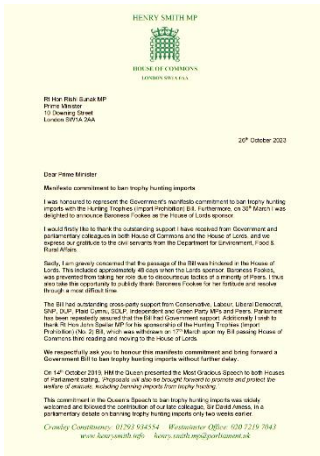 HENRY SMITH MP
HOUSE OF COMMONS
LONDON SW1A 0AA
Rt Hon Rishi Sunak MP
Prime Minister
10 Downing Street
London SW1A 2AA
26th October 2023
Dear Prime Minister
Manifesto commitment to ban trophy hunting imports
I was honoured to represent the Government's manifesto commitment to ban trophy hunting
imports with the Hunting Trophies (Import Prohibition) Bill. Furthermore, on 30th March I was
delighted to announce Baroness Fookes as the House of Lords sponsor.
I would firstly like to thank the outstanding support I have received from Government and
parliamentary colleagues in both House of Commons and the House of Lords, and we
express our gratitude to the civil servants from the Department for Environment, Food &
Rural Affairs.
Sadly, I am gravely concerned that the passage of the Bill was hindered in the House of
Lords. This included approximately 49 days when the Lords sponsor, Baroness Fookes,
was prevented from taking her role due to discourteous tactics of a minority of Peers. I thus
also take this opportunity to publicly thank Baroness Fookes for her fortitude and resolve
through a most difficult time.
The Bill had outstanding cross-party support from Conservative, Labour, Liberal Democrat,
SNP, DUP, Plaid Cymru, SDLP, Independent and Green Party MPs and Peers. Parliament
has been repeatedly assured that the Bill had Government support. Additionally I wish to
thank Rt Hon John Spellar MP for his sponsorship of the Hunting Trophies (Import
Prohibition) (No. 2) Bill, which was withdrawn on 17th March upon my Bill passing House of
Commons third reading and moving to the House of Lords.
We respectfully ask you to honour this manifesto commitment and bring forward a
Government Bill to ban trophy hunting imports without further delay.
On 14th October 2019, HM the Queen presented the Most Gracious Speech to both Houses
of Parliament stating, 'Proposals will also be brought forward to promote and protect the
welfare of animals, including banning imports from trophy hunting.'
This commitment in the Queen's Speech to ban trophy hunting imports was widely
welcomed and followed the contribution of our late colleague, Sir David Amess, in a
parliamentary debate on banning trophy hunting imports only two weeks earlier.
Crawley Constituency: 01293 934554 Westminster Office: 020 7219 7043
www.henrysmith.info henry.smith.mp@parliament.uk